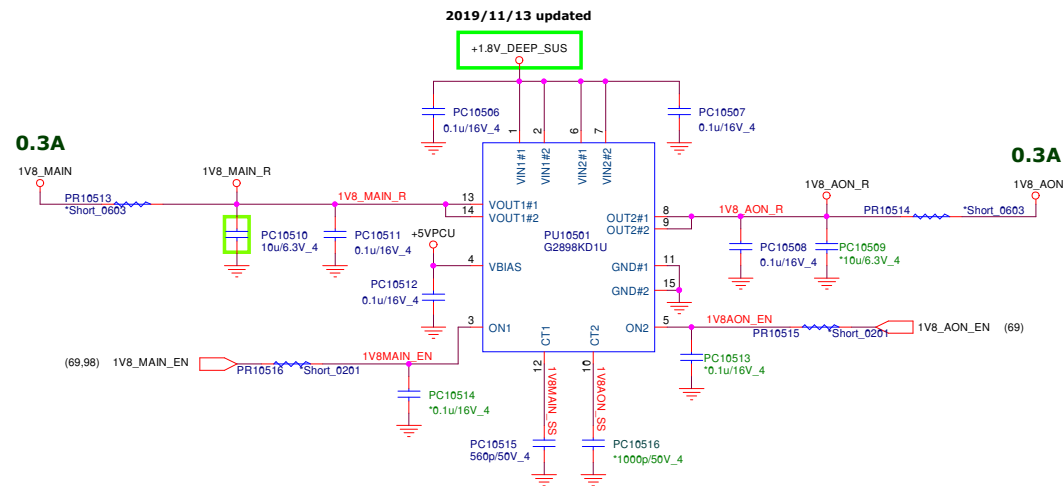 2019/11/13 updated
+1.8V_DEEP_SUS
PC10506
0.1u/16V_4
PC10507
0.1u/16V_4
1
2
6
7
VIN1#1
VIN1#2
VIN2#1
VIN2#2
0.3A
1V8_MAIN
1V8_MAIN_R
PR10513
*Short_0603
1V8_MAIN_R
13
14
VOUT1#1
VOUT1#2
PC10510
10u/6.3V_4
PC10511
0.1u/16V_4
+5VPCU
4
VBIAS
PC10512
0.1u/16V_4
PU10501
G2898KD1U
0.3A
1V8_AON
1V8_AON_R
OUT2#1
OUT2#2
8
9
1V8_AON_R
PR10514
*Short_0603
PC10508
0.1u/16V_4
PC10509
*10u/6.3V_4
GND#1
GND#2
11
15
3
ON1
ON2
5
1V8AON_EN
PR10515
Short_0201
1V8_AON_EN
(69)
(69,98)
1V8_MAIN_EN
PR10516
Short_0201
1V8MAIN_EN
PC10514
*0.1u/16V_4
PC10513
*0.1u/16V_4
CT1
CT2
12
10
1V8MAIN_SS
1V8AON_SS
PC10515
560p/50V_4
PC10516
*1000p/50V_4